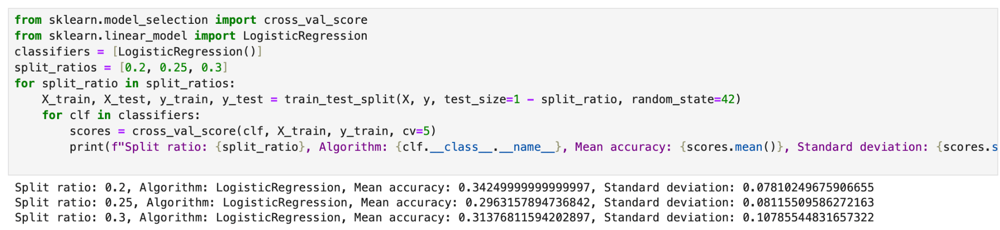 from sklearn.model_selection import cross_val_score
from sklearn.linear_model import LogisticRegression
classifiers = [LogisticRegression()]
split_ratios = [0.2, 0.25, 0.3]
for split_ratio in split_ratios:
    X_train, X_test, y_train, y_test = train_test_split(X, y, test_size=1 - split_ratio, random_state=42)
    for clf in classifiers:
        scores = cross_val_score(clf, X_train, y_train, cv=5)
        print(f"Split ratio: {split_ratio}, Algorithm: {clf.__class__.__name__}, Mean accuracy: {scores.mean()}, Standard deviation: {scores.s
Split ratio: 0.2, Algorithm: LogisticRegression, Mean accuracy: 0.34249999999999997, Standard deviation: 0.07810249675906655
Split ratio: 0.25, Algorithm: LogisticRegression, Mean accuracy: 0.2963157894736842, Standard deviation: 0.08115509586272163
Split ratio: 0.3, Algorithm: LogisticRegression, Mean accuracy: 0.31376811594202897, Standard deviation: 0.10785544831657322